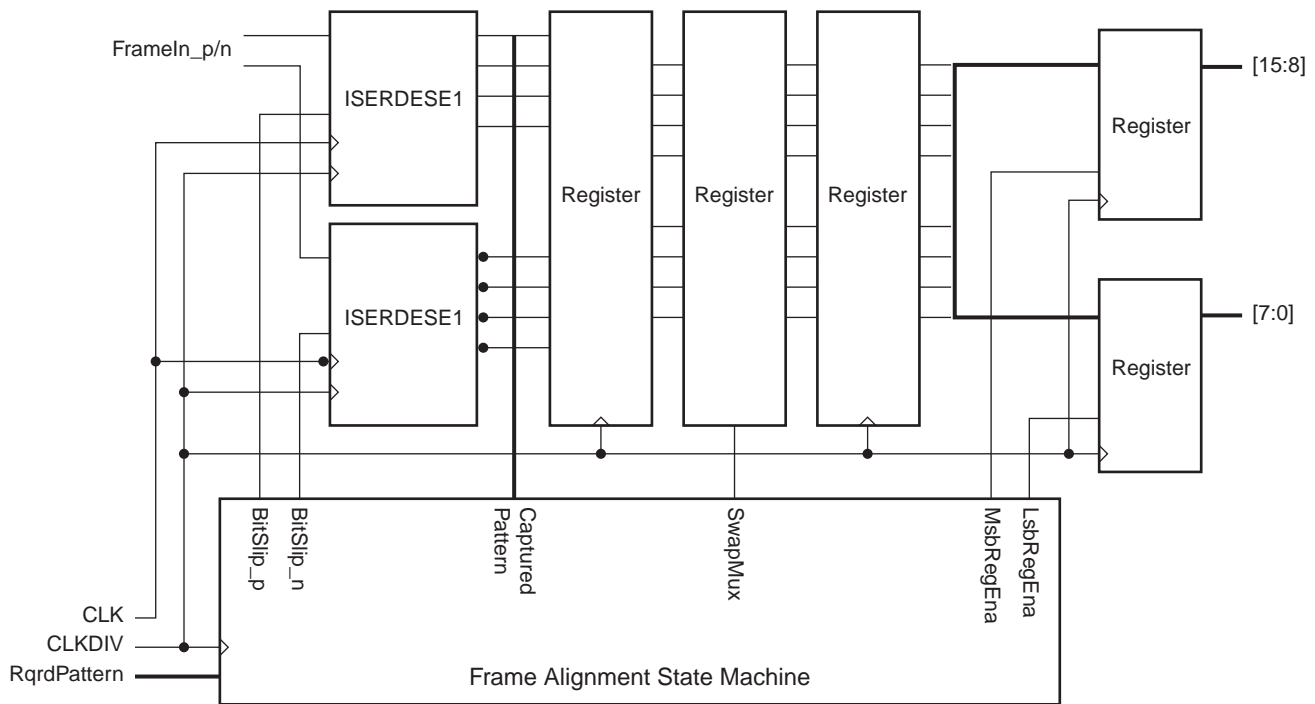 FrameIn_p/n
ISERDESE1
ISERDESE1
Register
Register
Register
Register
[15:8]
Register
[7:0]
BitSlip_p
BitSlip_n
Captured
Pattern
SwapMux
MsbRegEna
LsbRegEna
CLK
CLKDIV
RqrdPattern
Frame Alignment State Machine